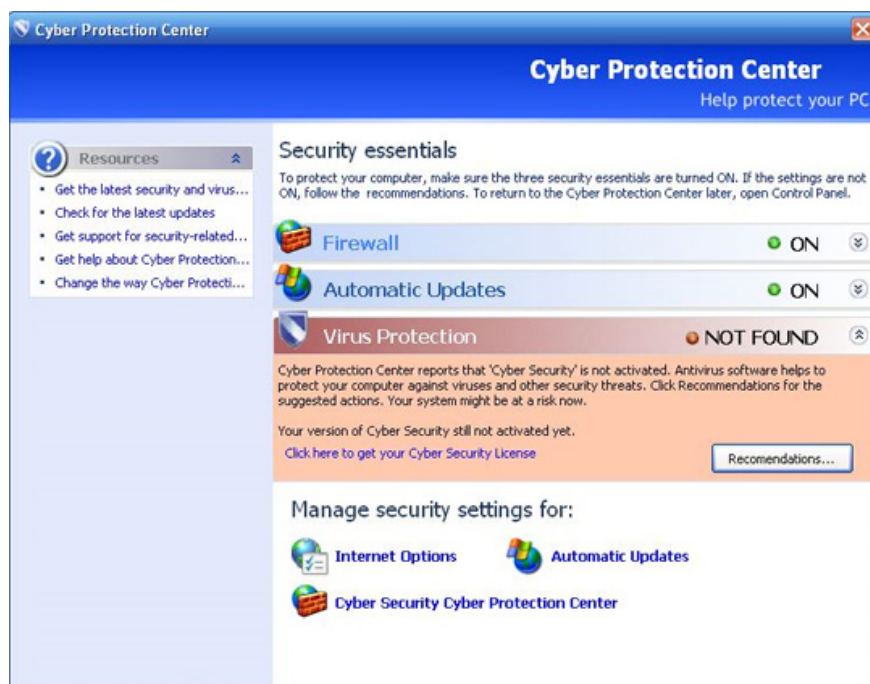 Cyber Protection Center
Cyber Protection Center
Help protect your PC
Resources
Get the latest security and virus...
Check for the latest updates
Get support for security-related...
Get help about Cyber Protection...
Change the way Cyber Protecti...
Security essentials
To protect your computer, make sure the three security essentials are turned ON. If the settings are not
ON, follow the recommendations. To return to the Cyber Protection Center later, open Control Panel.
Firewall ON
Automatic Updates ON
Virus Protection NOT FOUND
Cyber Protection Center reports that 'Cyber Security' is not activated. Antivirus software helps to
protect your computer against viruses and other security threats. Click Recommendations for the
suggested actions. Your system might be at a risk now.
Your version of Cyber Security still not activated yet.
Click here to get your Cyber Security License
Recomendations...
Manage security settings for:
Internet Options
Automatic Updates
Cyber Security Cyber Protection Center